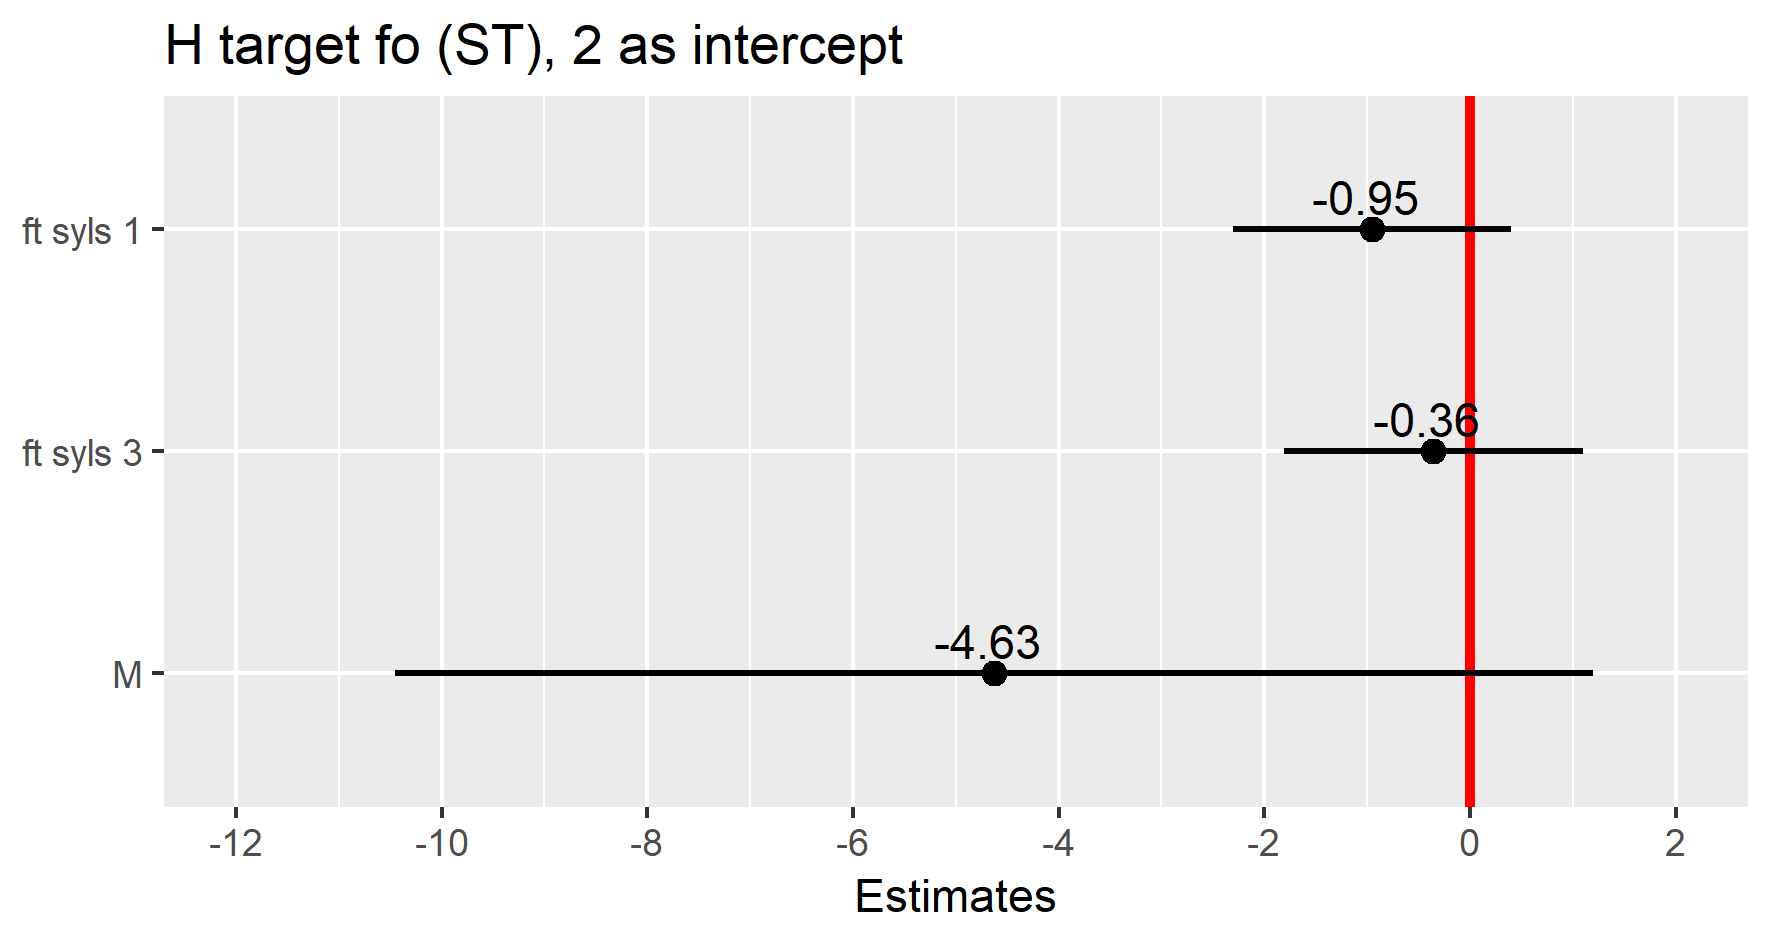 H target fo (ST), 2 as intercept
ft syls 1
-0.95
ft syls 3
-0.36
M
-4.63
-12 -10 -8 -6 -4 -2 0 2
Estimates